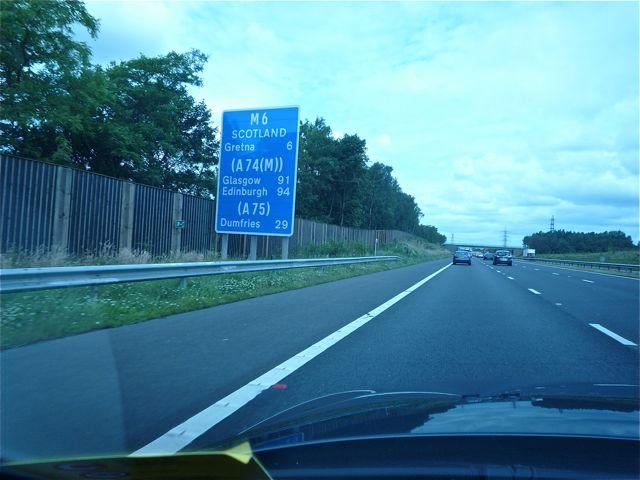 M6
SCOTLAND
Gretna 6
(A74(M))
Glasgow 91
Edinburgh 94
(A75)
Dumfries 29